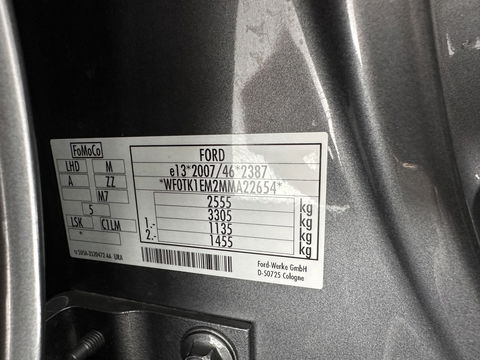 FoMoCo
LHD M
A ZZ
M7
5
LSK C1LM
*
FORD
e13*2007/46*2387
*WF0TK1EM2MMA22654*
2555 kg
3305 kg
1.- 1135 kg
2.- 1455 kg
Ford-Werke GmbH
D-50725 Cologne